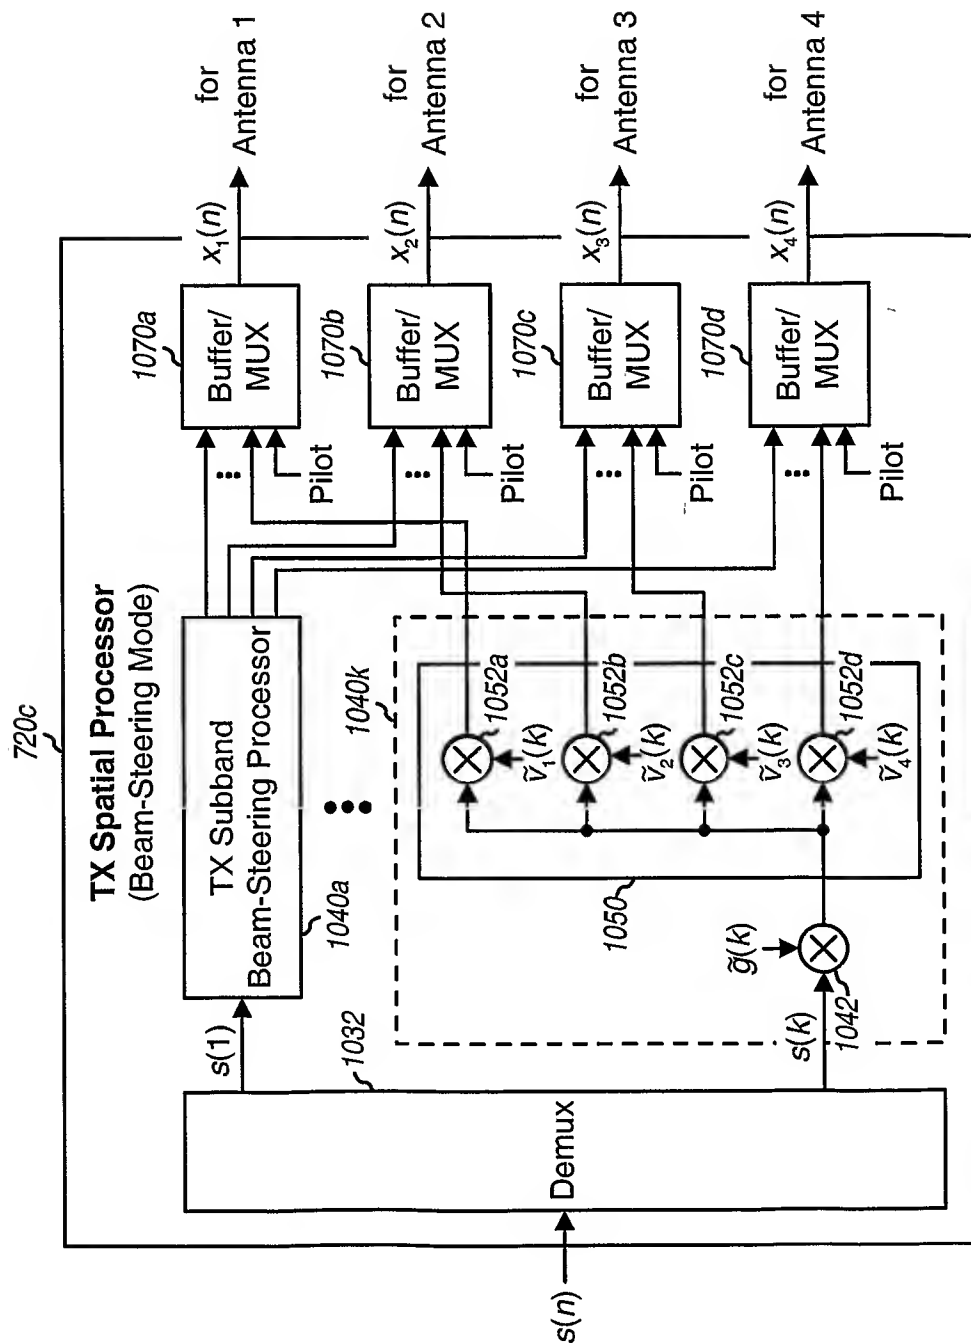 720c
TX Spatial Processor
(Beam-Steering Mode)
s(n)
Demux
1032
s(1)
TX Subband
Beam-Steering Processor
1040a
s(k)
1042
g̃(k)
1040k
1050
1052a
ṽ₁(k)
1052b
ṽ₂(k)
1052c
ṽ₃(k)
1052d
ṽ₄(k)
1070a
Buffer/
MUX
Pilot
x₁(n)
for
Antenna 1
1070b
Buffer/
MUX
Pilot
x₂(n)
for
Antenna 2
1070c
Buffer/
MUX
Pilot
x₃(n)
for
Antenna 3
1070d
Buffer/
MUX
Pilot
x₄(n)
for
Antenna 4